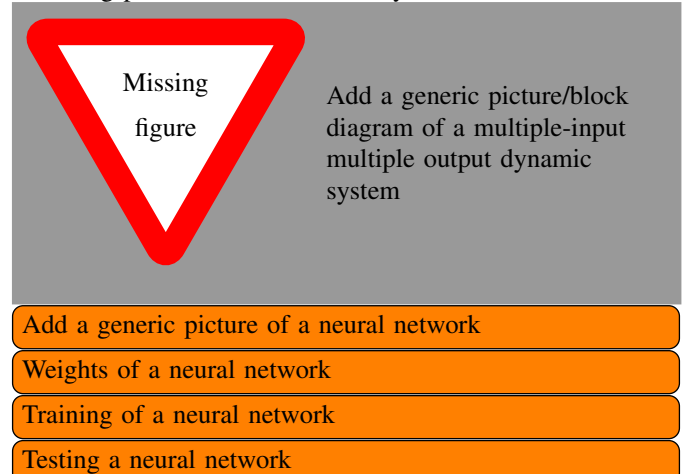 Missing
figure
Add a generic picture/block
diagram of a multiple-input
multiple output dynamic
system
Add a generic picture of a neural network
Weights of a neural network
Training of a neural network
Testing a neural network